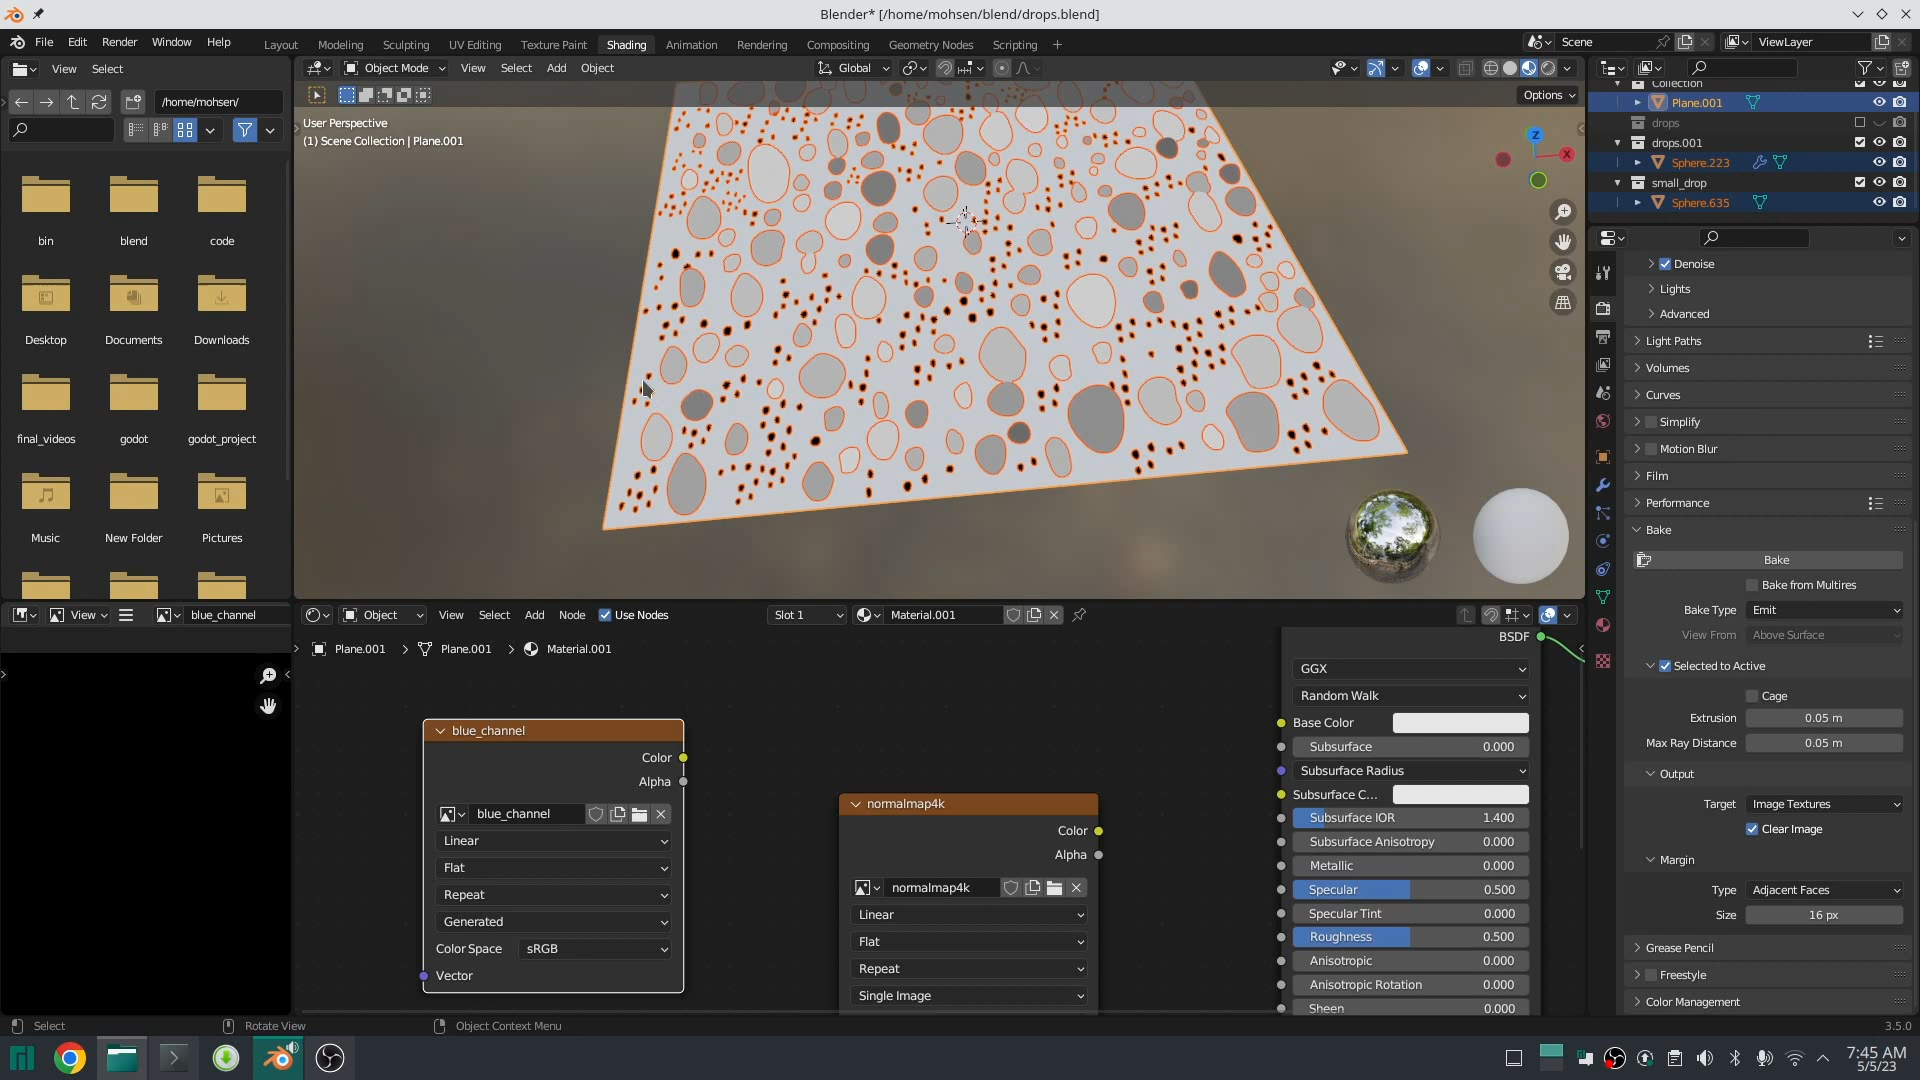 Blender* [/home/mohsen/blend/drops.blend]
File Edit Render Window Help
Layout Modeling Sculpting UV Editing Texture Paint Shading Animation Rendering Compositing Geometry Nodes Scripting +
Scene ViewLayer
View Select
Object Mode View Select Add Object Global
/home/mohsen/
Options
User Perspective
(1) Scene Collection | Plane.001
Z
X
bin blend code
Desktop Documents Downloads
final_videos godot godot_project
Music New Folder Pictures
Collection
Plane.001
drops
drops.001
Sphere.223
small_drop
Sphere.635
Denoise
Lights
Advanced
Light Paths
Volumes
Curves
Simplify
Motion Blur
Film
Performance
Bake
Bake
Bake from Multires
Bake Type Emit
View From Above Surface
Selected to Active
Cage
Extrusion 0.05 m
Max Ray Distance 0.05 m
Output
Target Image Textures
Clear Image
Margin
Type Adjacent Faces
Size 16 px
Grease Pencil
Freestyle
Color Management
View blue_channel
Object View Select Add Node Use Nodes Slot 1 Material.001
Plane.001 > Plane.001 > Material.001
blue_channel
Color
Alpha
blue_channel
Linear
Flat
Repeat
Generated
Color Space sRGB
Vector
normalmap4k
Color
Alpha
normalmap4k
Linear
Flat
Repeat
Single Image
BSDF
GGX
Random Walk
Base Color
Subsurface 0.000
Subsurface Radius
Subsurface C...
Subsurface IOR 1.400
Subsurface Anisotropy 0.000
Metallic 0.000
Specular 0.500
Specular Tint 0.000
Roughness 0.500
Anisotropic 0.000
Anisotropic Rotation 0.000
Sheen 0.000
Select Rotate View Object Context Menu 3.5.0
7:45 AM
5/5/23